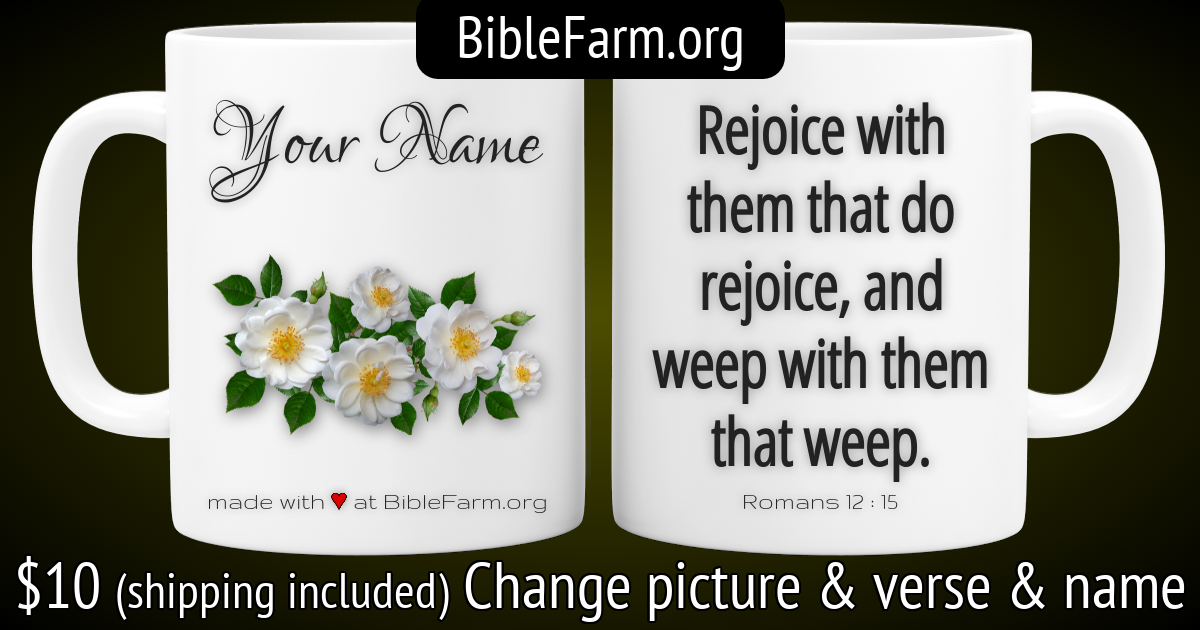 BibleFarm.org
Your Name
made with ♥ at BibleFarm.org
Rejoice with
them that do
rejoice, and
weep with them
that weep.
Romans 12 : 15
$10 (shipping included) Change picture & verse & name